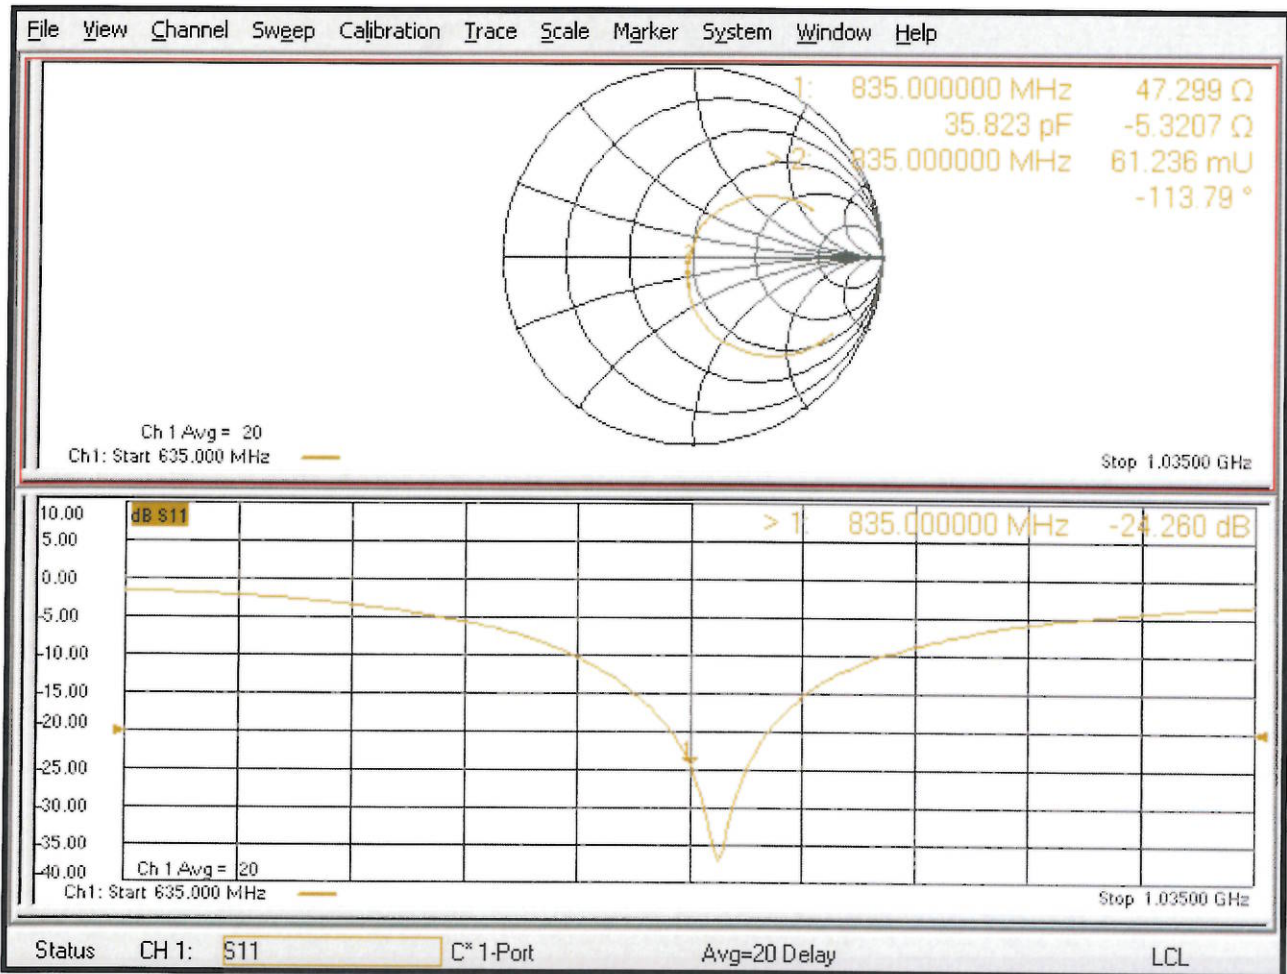 File View Channel Sweep Calibration Trace Scale Marker System Window Help
1: 835.000000 MHz 47.299 Ω
35.823 pF -5.3207 Ω
> 2: 835.000000 MHz 61.236 mU
-113.79 °
Ch 1 Avg = 20
Ch1: Start 635.000 MHz
Stop 1.03500 GHz
10.00
5.00
0.00
-5.00
-10.00
-15.00
-20.00
-25.00
-30.00
-35.00
-40.00
dB S11
> 1: 835.000000 MHz -24.260 dB
1
Ch 1 Avg = 20
Ch1: Start 635.000 MHz
Stop 1.03500 GHz
Status CH 1: S11 C* 1-Port Avg=20 Delay LCL